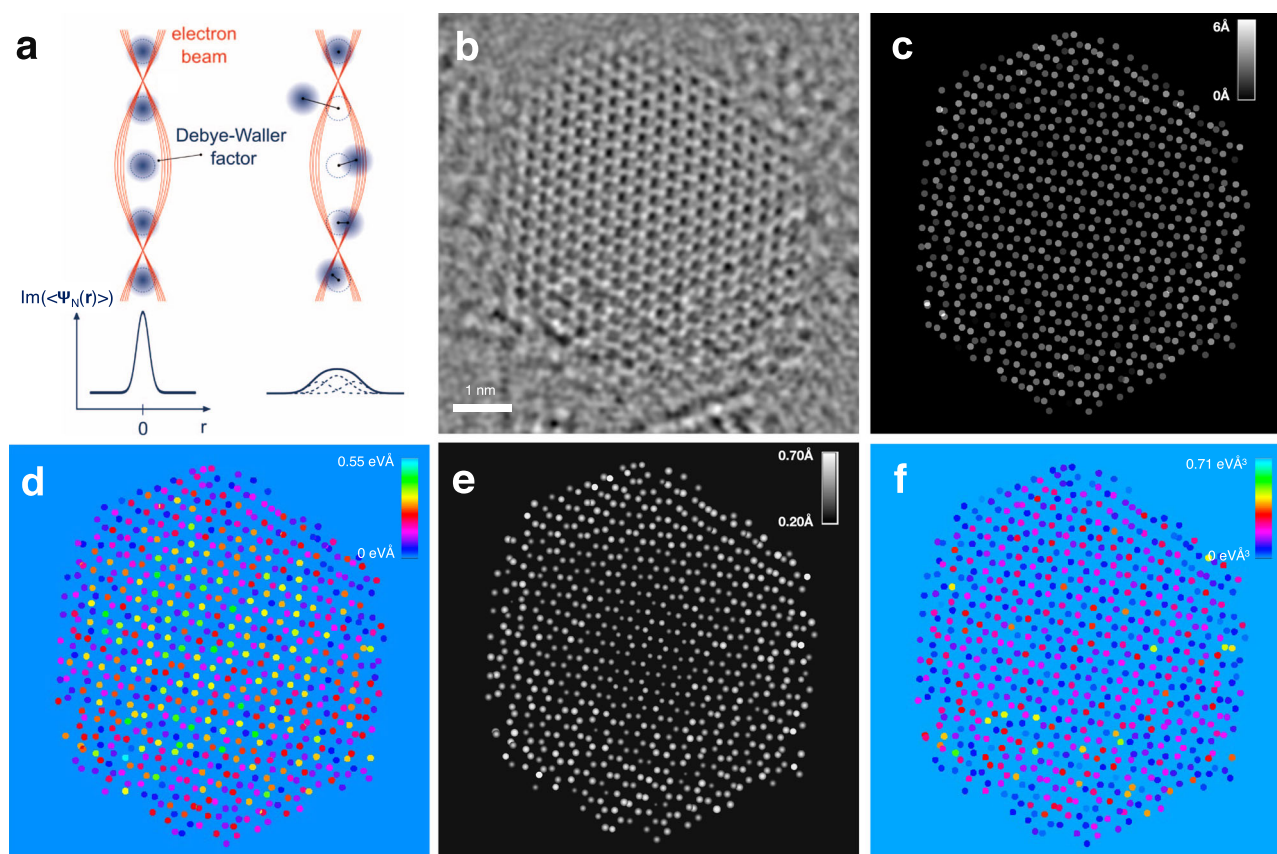 a
electron
beam
Debye-Waller
factor
Im(<ΨN(r)>)
0
r
b
1 nm
c
6Å
0Å
d
0.55 eVÅ
0 eVÅ
e
0.70Å
0.20Å
f
0.71 eVÅ³
0 eVÅ³